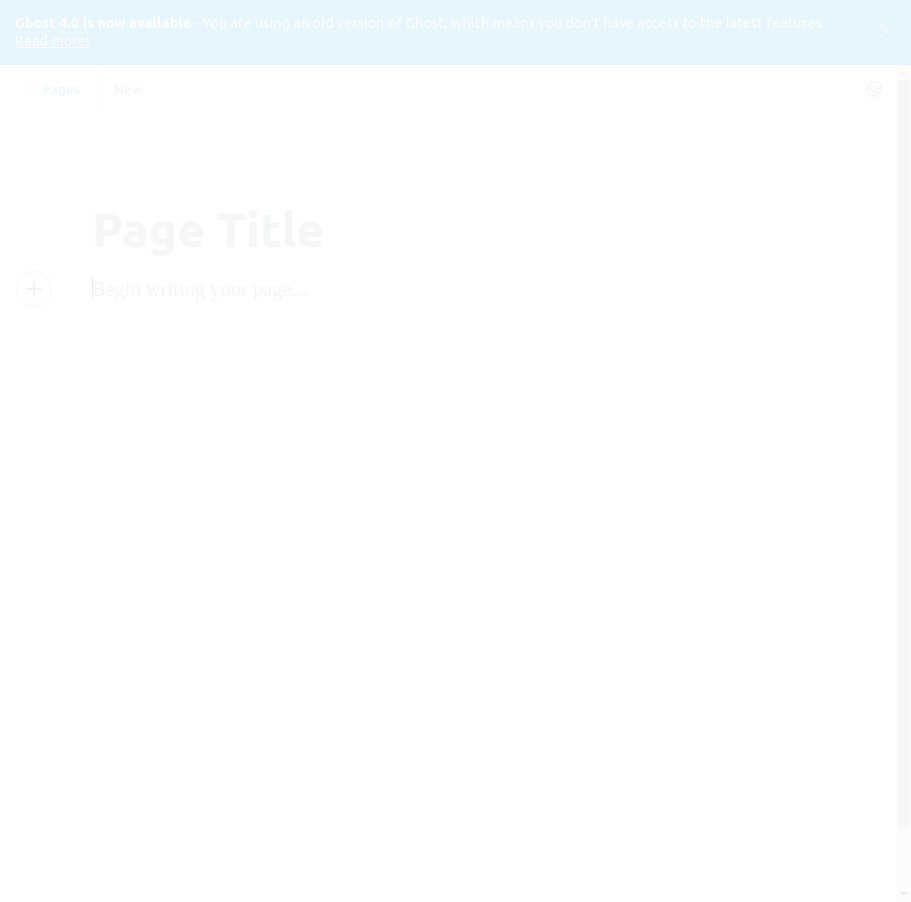 Ghost 4.0 is now available - You are using an old version of Ghost, which means you don't have access to the latest features.
Read more!
Pages
New
Page Title
Begin writing your page...